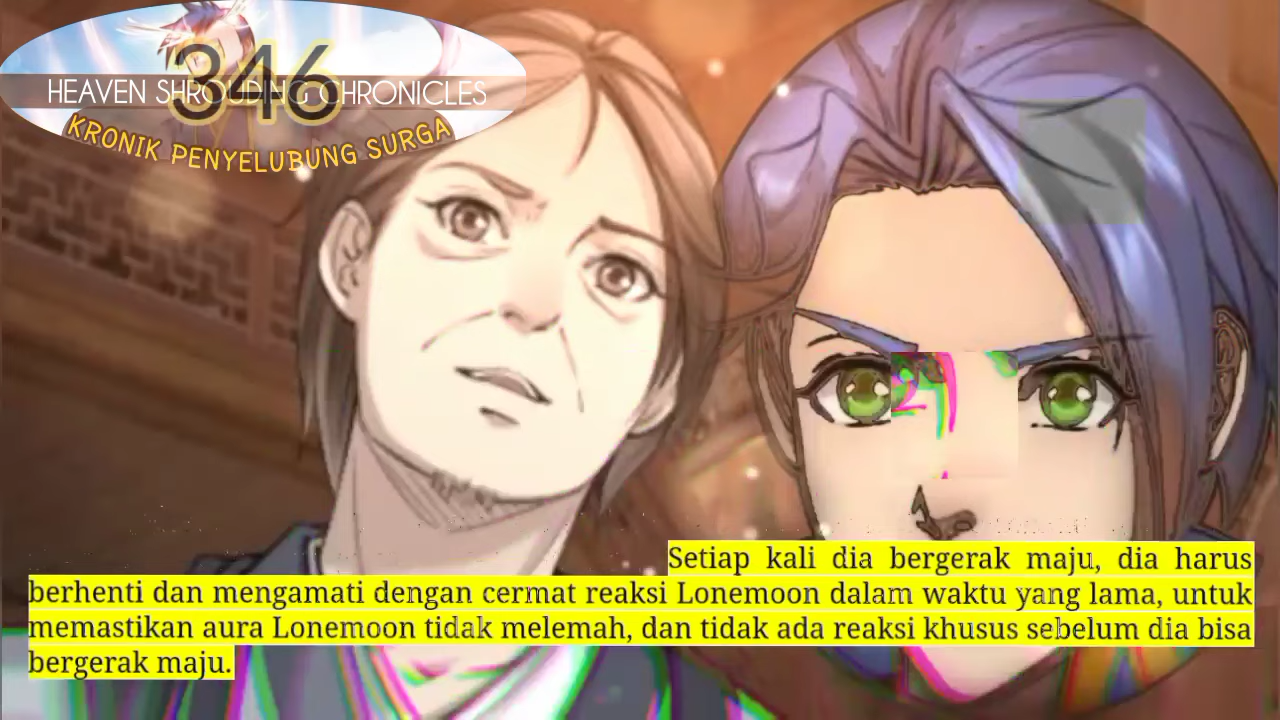 346
HEAVEN SHROUDING CHRONICLES
KRONIK PENYELUBUNG SURGA
Setiap kali dia bergerak maju, dia harus
berhenti dan mengamati dengan cermat reaksi Lonemoon dalam waktu yang lama, untuk
memastikan aura Lonemoon tidak melemah, dan tidak ada reaksi khusus sebelum dia bisa
bergerak maju.